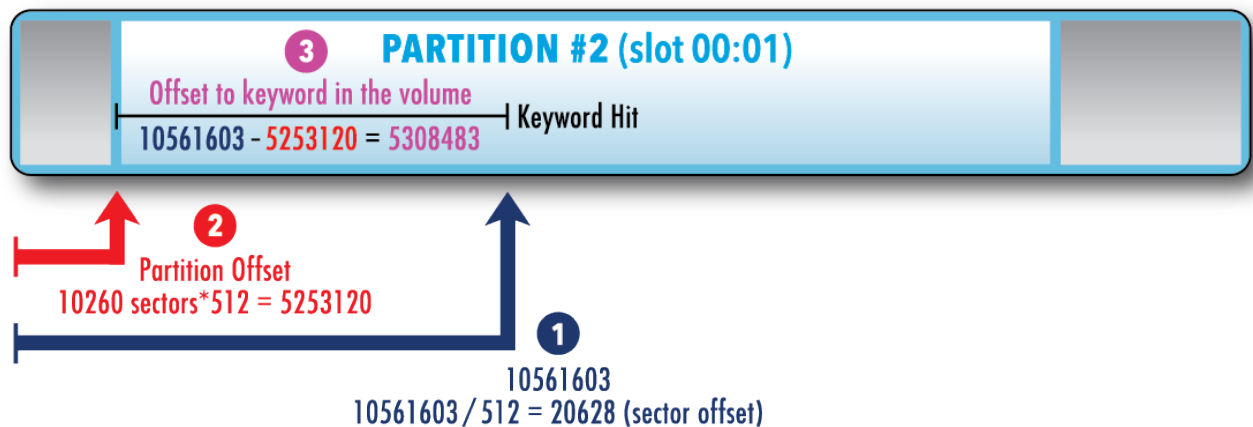 PARTITION #2 (slot 00:01)
3
Offset to keyword in the volume
Keyword Hit
10561603 - 5253120 = 5308483
2
Partition Offset
10260 sectors*512 = 5253120
1
10561603
10561603 / 512 = 20628 (sector offset)